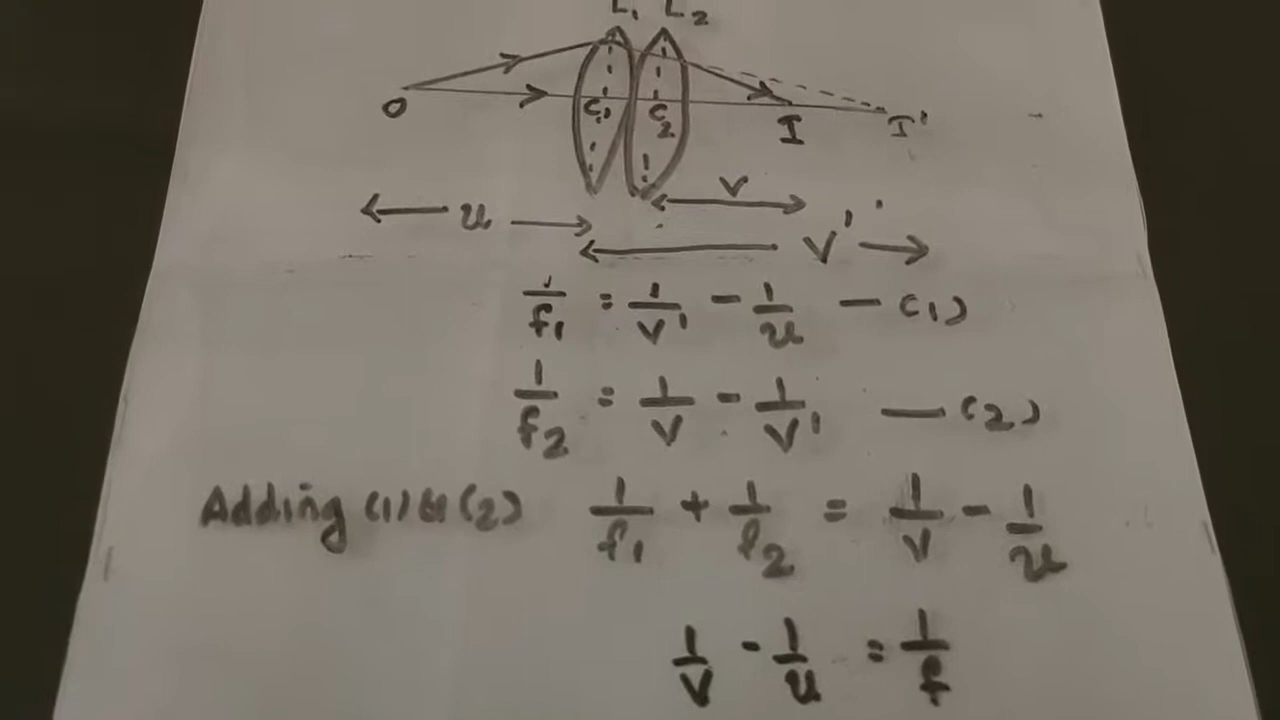 L₁ L₂
O C₁ C₂ I I'
u v
v'
1/f₁ = 1/v' - 1/u — (1)
1/f₂ = 1/v - 1/v' — (2)
Adding (1) & (2) 1/f₁ + 1/f₂ = 1/v - 1/u
1/v - 1/u = 1/f